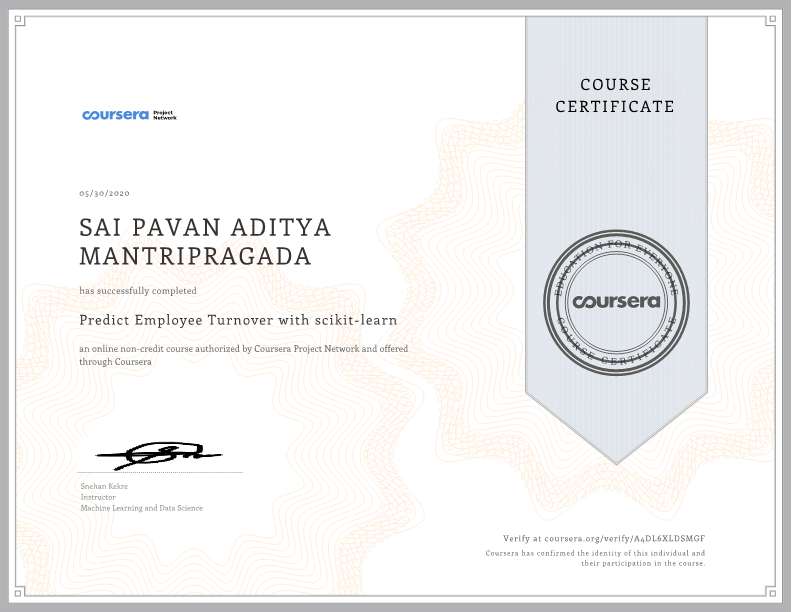 COURSE
CERTIFICATE
coursera Project
Network
05/30/2020
SAI PAVAN ADITYA
MANTRIPRAGADA
has successfully completed
Predict Employee Turnover with scikit-learn
an online non-credit course authorized by Coursera Project Network and offered
through Coursera
EDUCATION FOR EVERYONE
coursera
COURSE CERTIFICATE
Snehan Kekre
Instructor
Machine Learning and Data Science
Verify at coursera.org/verify/A4DL6XLDSMGF
Coursera has confirmed the identity of this individual and
their participation in the course.